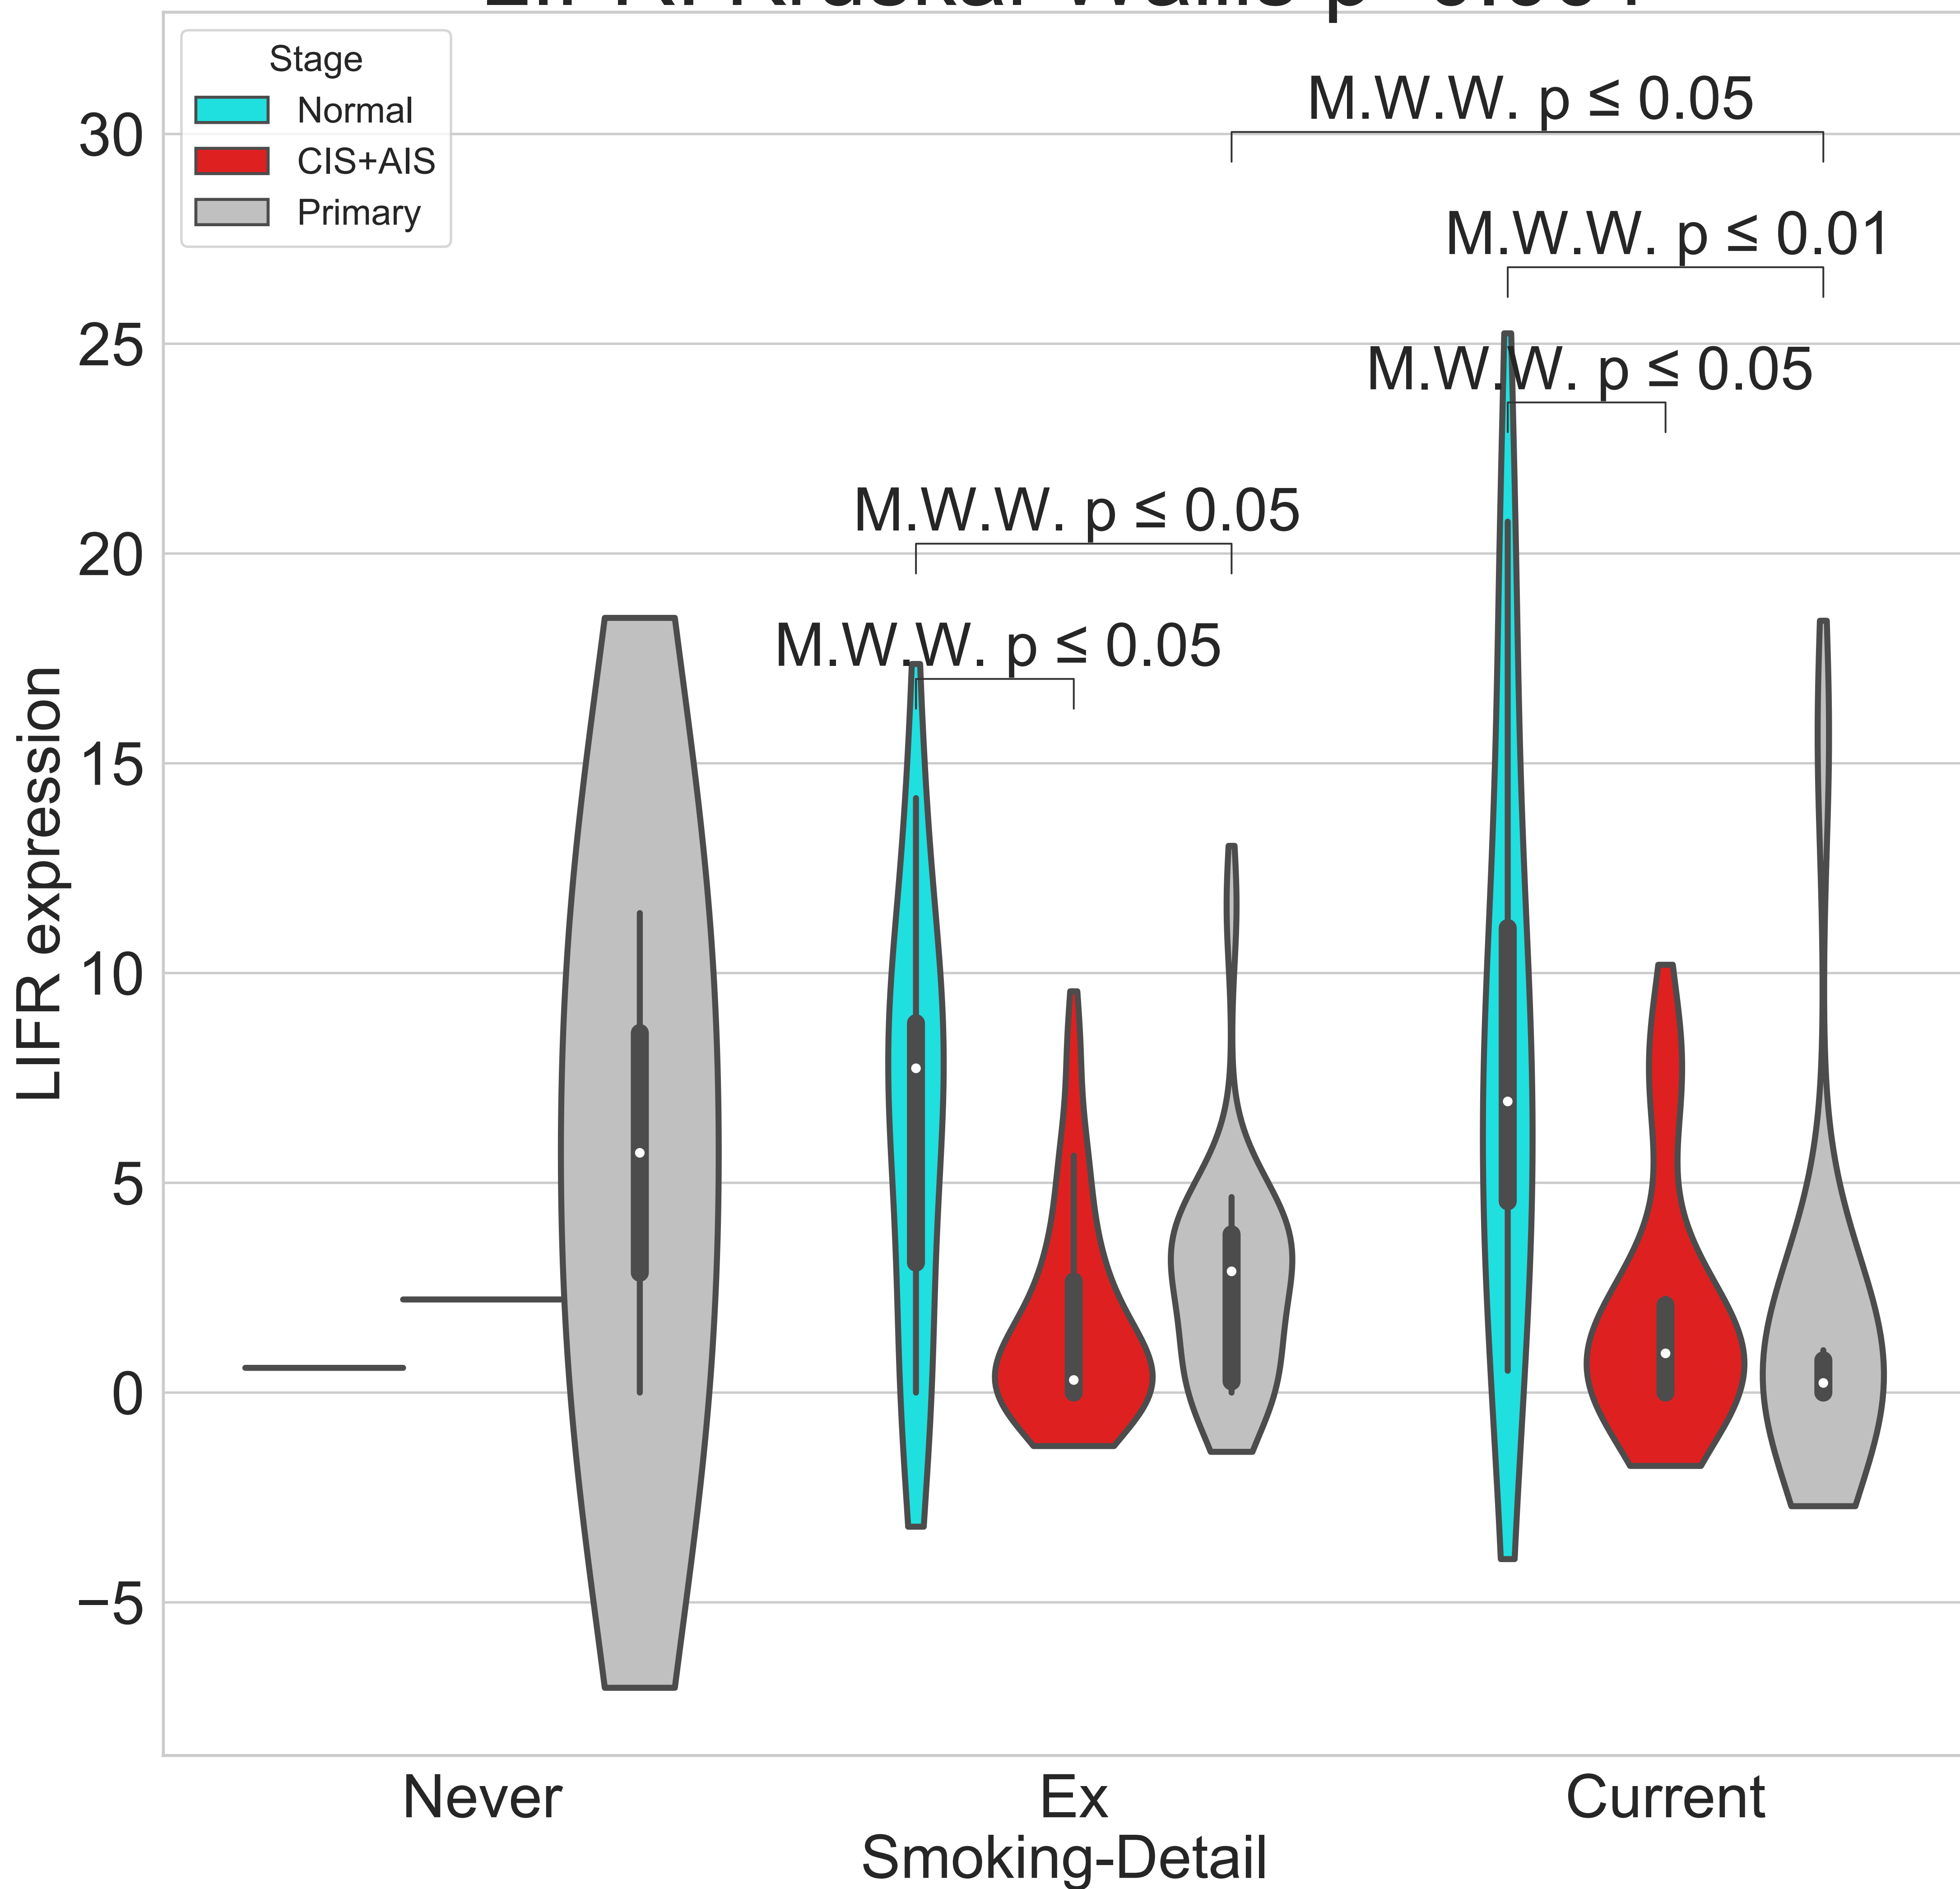 Stage
Normal
CIS+AIS
Primary
M.W.W. p ≤ 0.05
M.W.W. p ≤ 0.01
M.W.W. p ≤ 0.05
M.W.W. p ≤ 0.05
M.W.W. p ≤ 0.05
30
25
20
15
10
5
0
−5
LIFR expression
Never
Ex
Current
Smoking-Detail